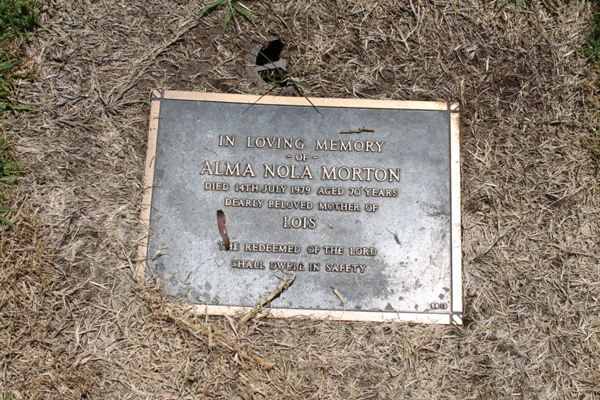 IN LOVING MEMORY
- OF -
ALMA NOLA MORTON
DIED 14TH JULY 1979 AGED 70 YEARS
DEARLY BELOVED MOTHER OF
LOIS
THE REDEEMED OF THE LORD
SHALL DWELL IN SAFETY